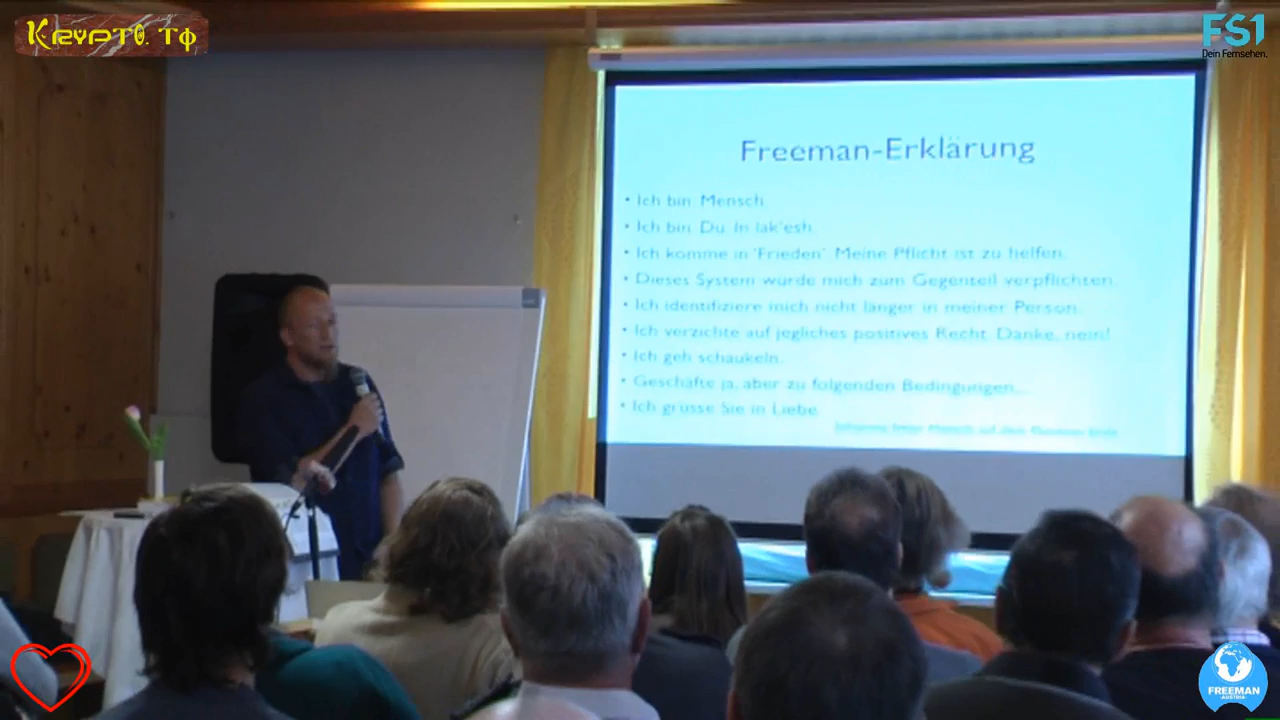 KRYPTO.TV
FS1
Dein Fernsehen.
Freeman-Erklärung
• Ich bin. Mensch.
• Ich bin. Du. In lak'esh.
• Ich komme in 'Frieden'. Meine Pflicht ist zu helfen.
• Dieses System würde mich zum Gegenteil verpflichten.
• Ich identifiziere mich nicht länger in meiner Person.
• Ich verzichte auf jegliches positives Recht. Danke, nein!
• Ich geh schaukeln.
• Geschäfte ja, aber zu folgenden Bedingungen...
• Ich grüsse Sie in Liebe
FREEMAN
AUSTRIA